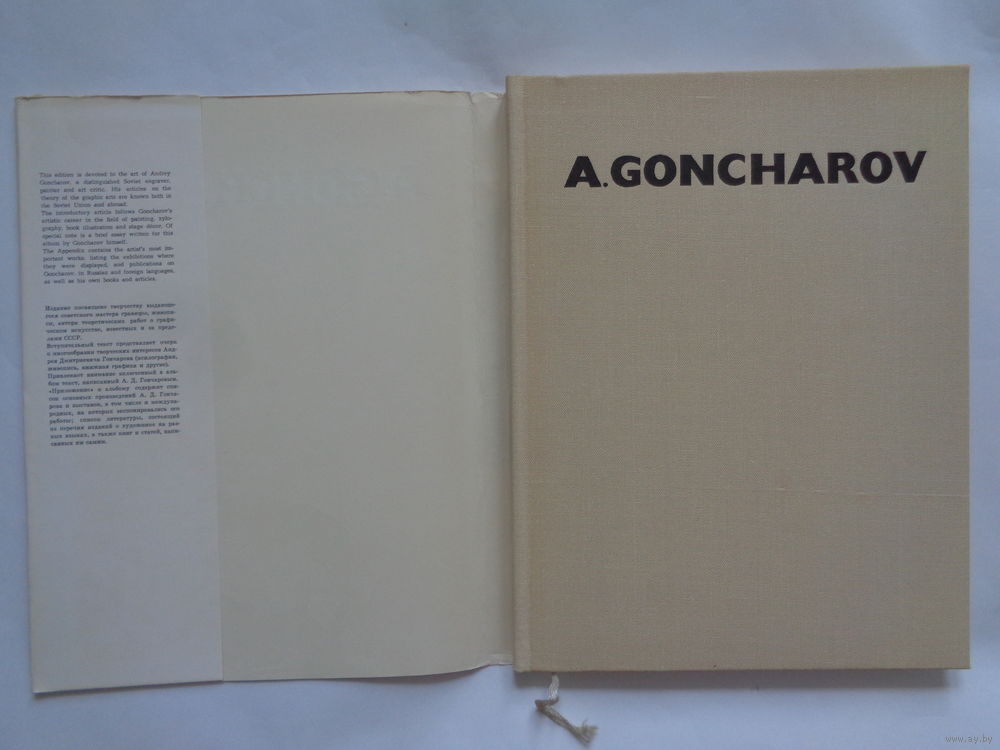 This edition is devoted to the art of Andrey
Goncharov, a distinguished Soviet engraver,
painter and art critic. His articles on the
theory of the graphic arts are known both in
the Soviet Union and abroad.
The introductory article follows Goncharov's
artistic career in the field of painting, xylo-
graphy, book illustration and stage décor. Of
special note is a brief essay written for this
album by Goncharov himself.
The Appendix contains the artist's most im-
portant works, listing the exhibitions where
they were displayed, and publications on
Goncharov, in Russian and foreign languages,
as well as his own books and articles.
Издание посвящено творчеству выдающе-
гося советского мастера гравюры, живопи-
си, автора теоретических работ о графи-
ческом искусстве, известных и за преде-
лами СССР.
Вступительный текст представляет очерк
о многообразии творческих интересов Анд-
рея Дмитриевича Гончарова (ксилография,
живопись, книжная графика и другие).
Привлекает внимание включенный в аль-
бом текст, написанный А. Д. Гончаровым.
«Приложение» к альбому содержит спи-
сок основных произведений А. Д. Гонча-
рова и выставок, в том числе и междуна-
родных, на которых экспонировались его
работы; список литературы, состоящий
из перечня изданий о художнике на раз-
ных языках, а также книг и статей, напи-
санных им самим.
A.GONCHAROV
www.ay.by